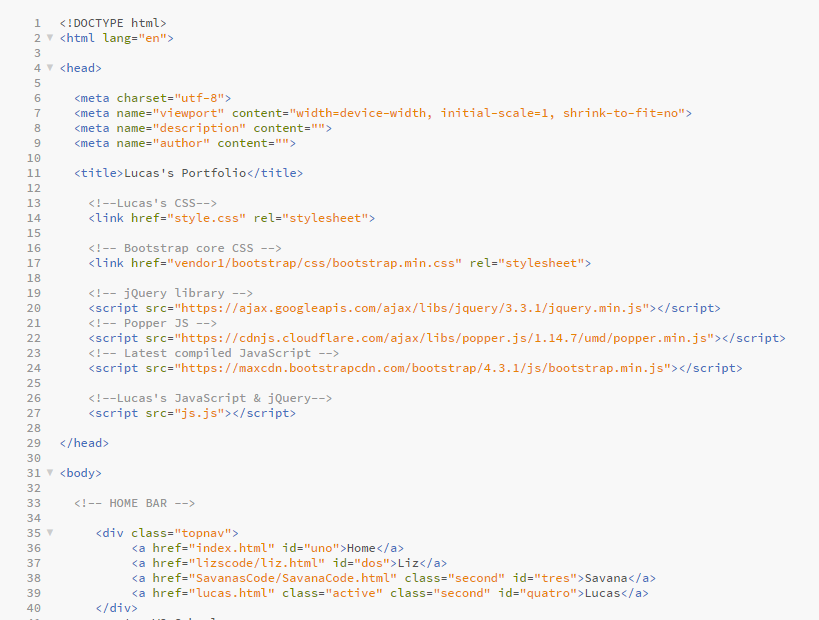 1 <!DOCTYPE html>
2 <html lang="en">
3
4 <head>
5
6 <meta charset="utf-8">
7 <meta name="viewport" content="width=device-width, initial-scale=1, shrink-to-fit=no">
8 <meta name="description" content="">
9 <meta name="author" content="">
10
11 <title>Lucas's Portfolio</title>
12
13 <!--Lucas's CSS-->
14 <link href="style.css" rel="stylesheet">
15
16 <!-- Bootstrap core CSS -->
17 <link href="vendor1/bootstrap/css/bootstrap.min.css" rel="stylesheet">
18
19 <!-- jQuery library -->
20 <script src="https://ajax.googleapis.com/ajax/libs/jquery/3.3.1/jquery.min.js"></script>
21 <!-- Popper JS -->
22 <script src="https://cdnjs.cloudflare.com/ajax/libs/popper.js/1.14.7/umd/popper.min.js"></script>
23 <!-- Latest compiled JavaScript -->
24 <script src="https://maxcdn.bootstrapcdn.com/bootstrap/4.3.1/js/bootstrap.min.js"></script>
25
26 <!--Lucas's JavaScript & jQuery-->
27 <script src="js.js"></script>
28
29 </head>
30
31 <body>
32
33 <!-- HOME BAR -->
34
35 <div class="topnav">
36 <a href="index.html" id="uno">Home</a>
37 <a href="lizscode/liz.html" id="dos">Liz</a>
38 <a href="SavanasCode/SavanaCode.html" class="second" id="tres">Savana</a>
39 <a href="lucas.html" class="active" class="second" id="quatro">Lucas</a>
40 </div>